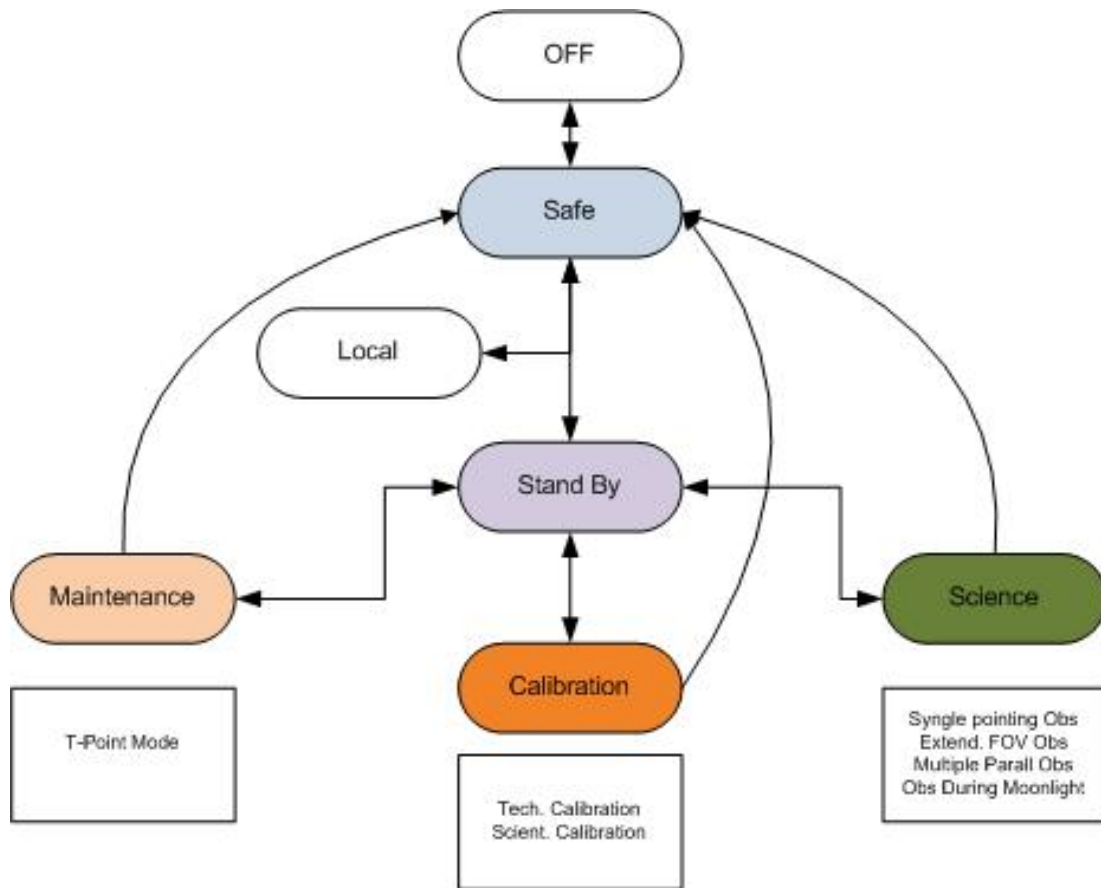 OFF
Safe
Local
Stand By
Maintenance
Science
Calibration
T-Point Mode
Syngle pointing Obs
Extend. FOV Obs
Multiple Parall Obs
Obs During Moonlight
Tech. Calibration
Scient. Calibration